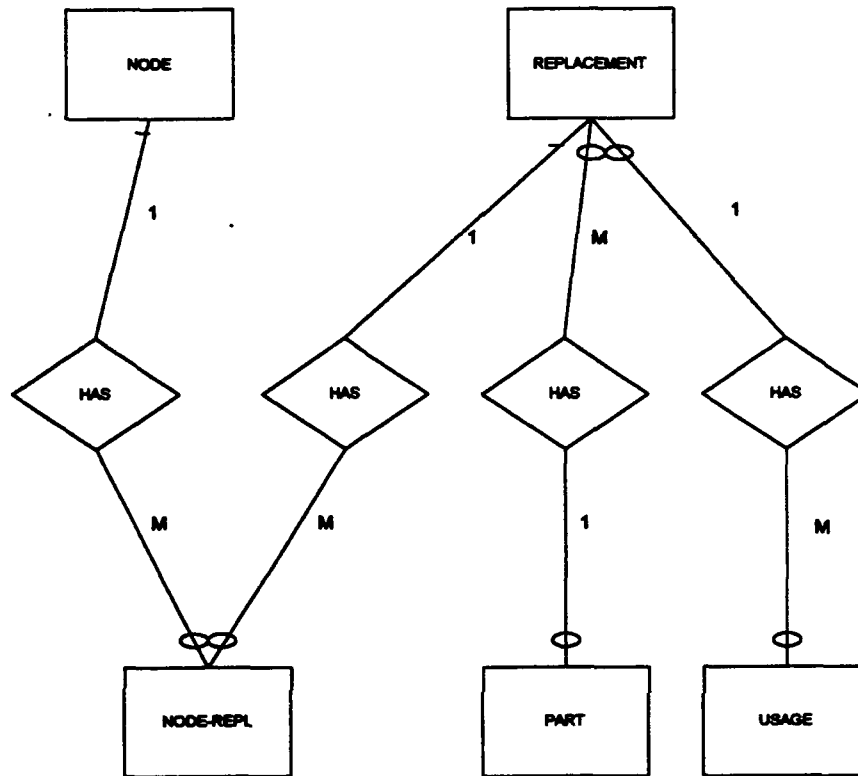 NODE
REPLACEMENT
1
1
M
1
HAS
HAS
HAS
HAS
M
M
1
M
NODE-REPL
PART
USAGE